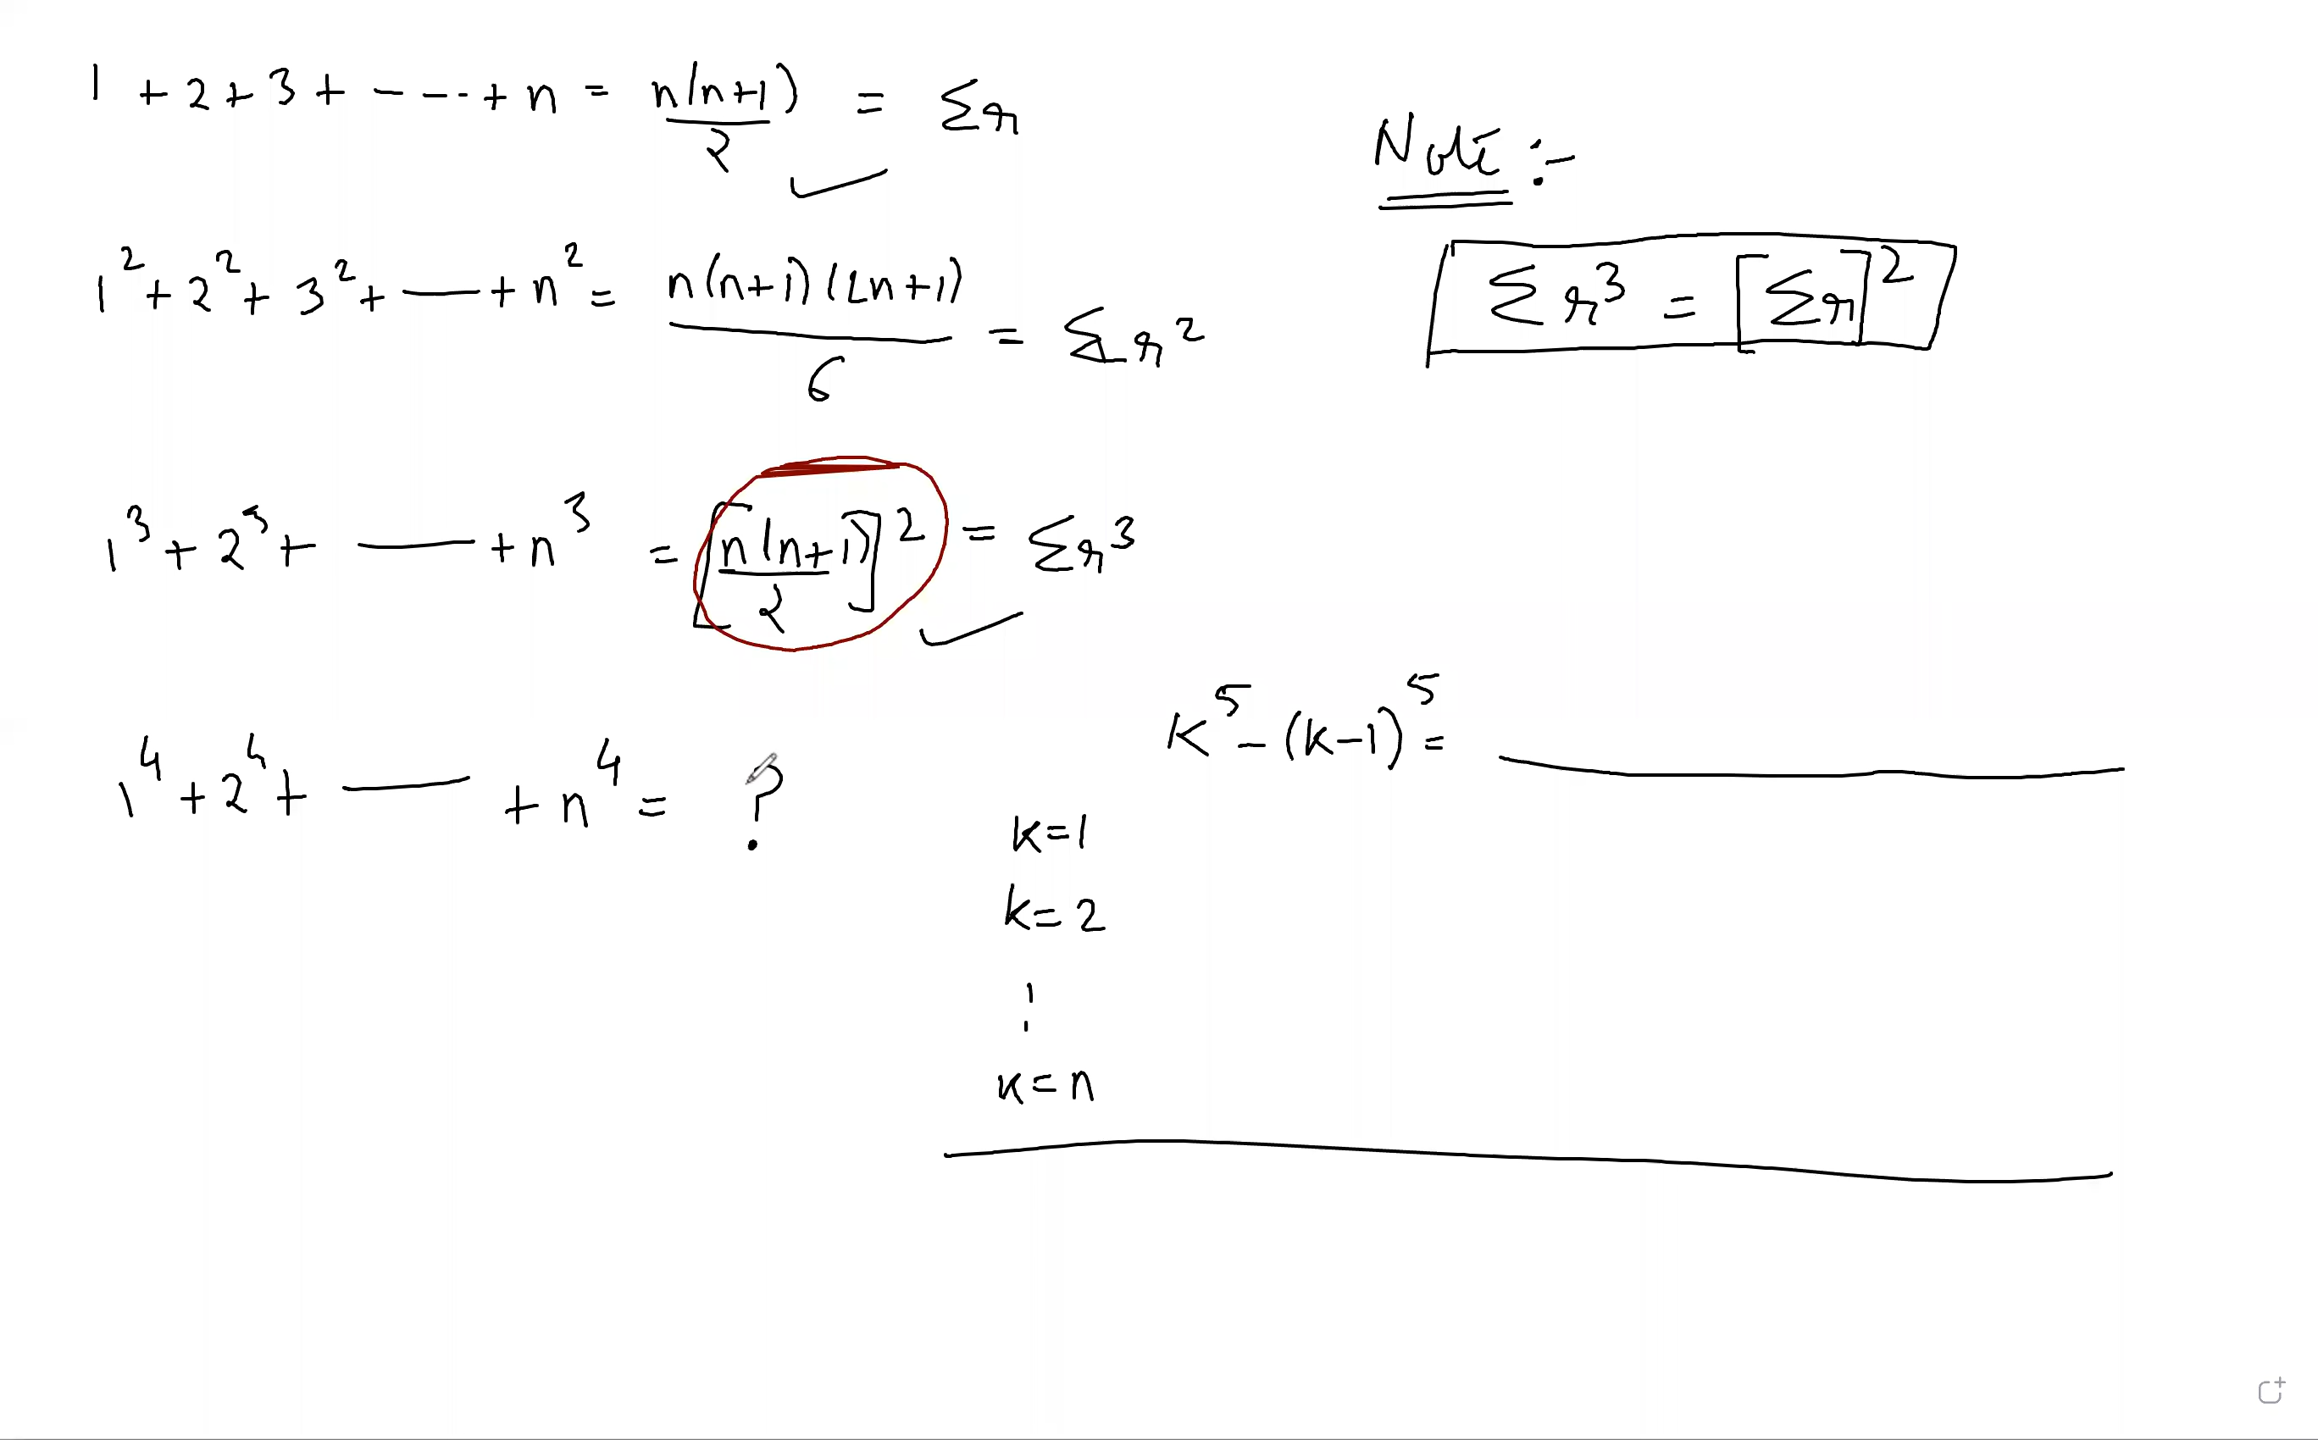 1 + 2 + 3 + - - - - + n = n(n+1)/2 = Σr
Note :-
1² + 2² + 3² + — + n² = n(n+1)(2n+1)/6 = Σr²
Σr³ = [Σr]²
1³ + 2³ + — + n³ = [n(n+1)/2]² = Σr³
k⁵ - (k-1)⁵ =
1⁴ + 2⁴ + — + n⁴ = ?
k=1
k=2
k=n